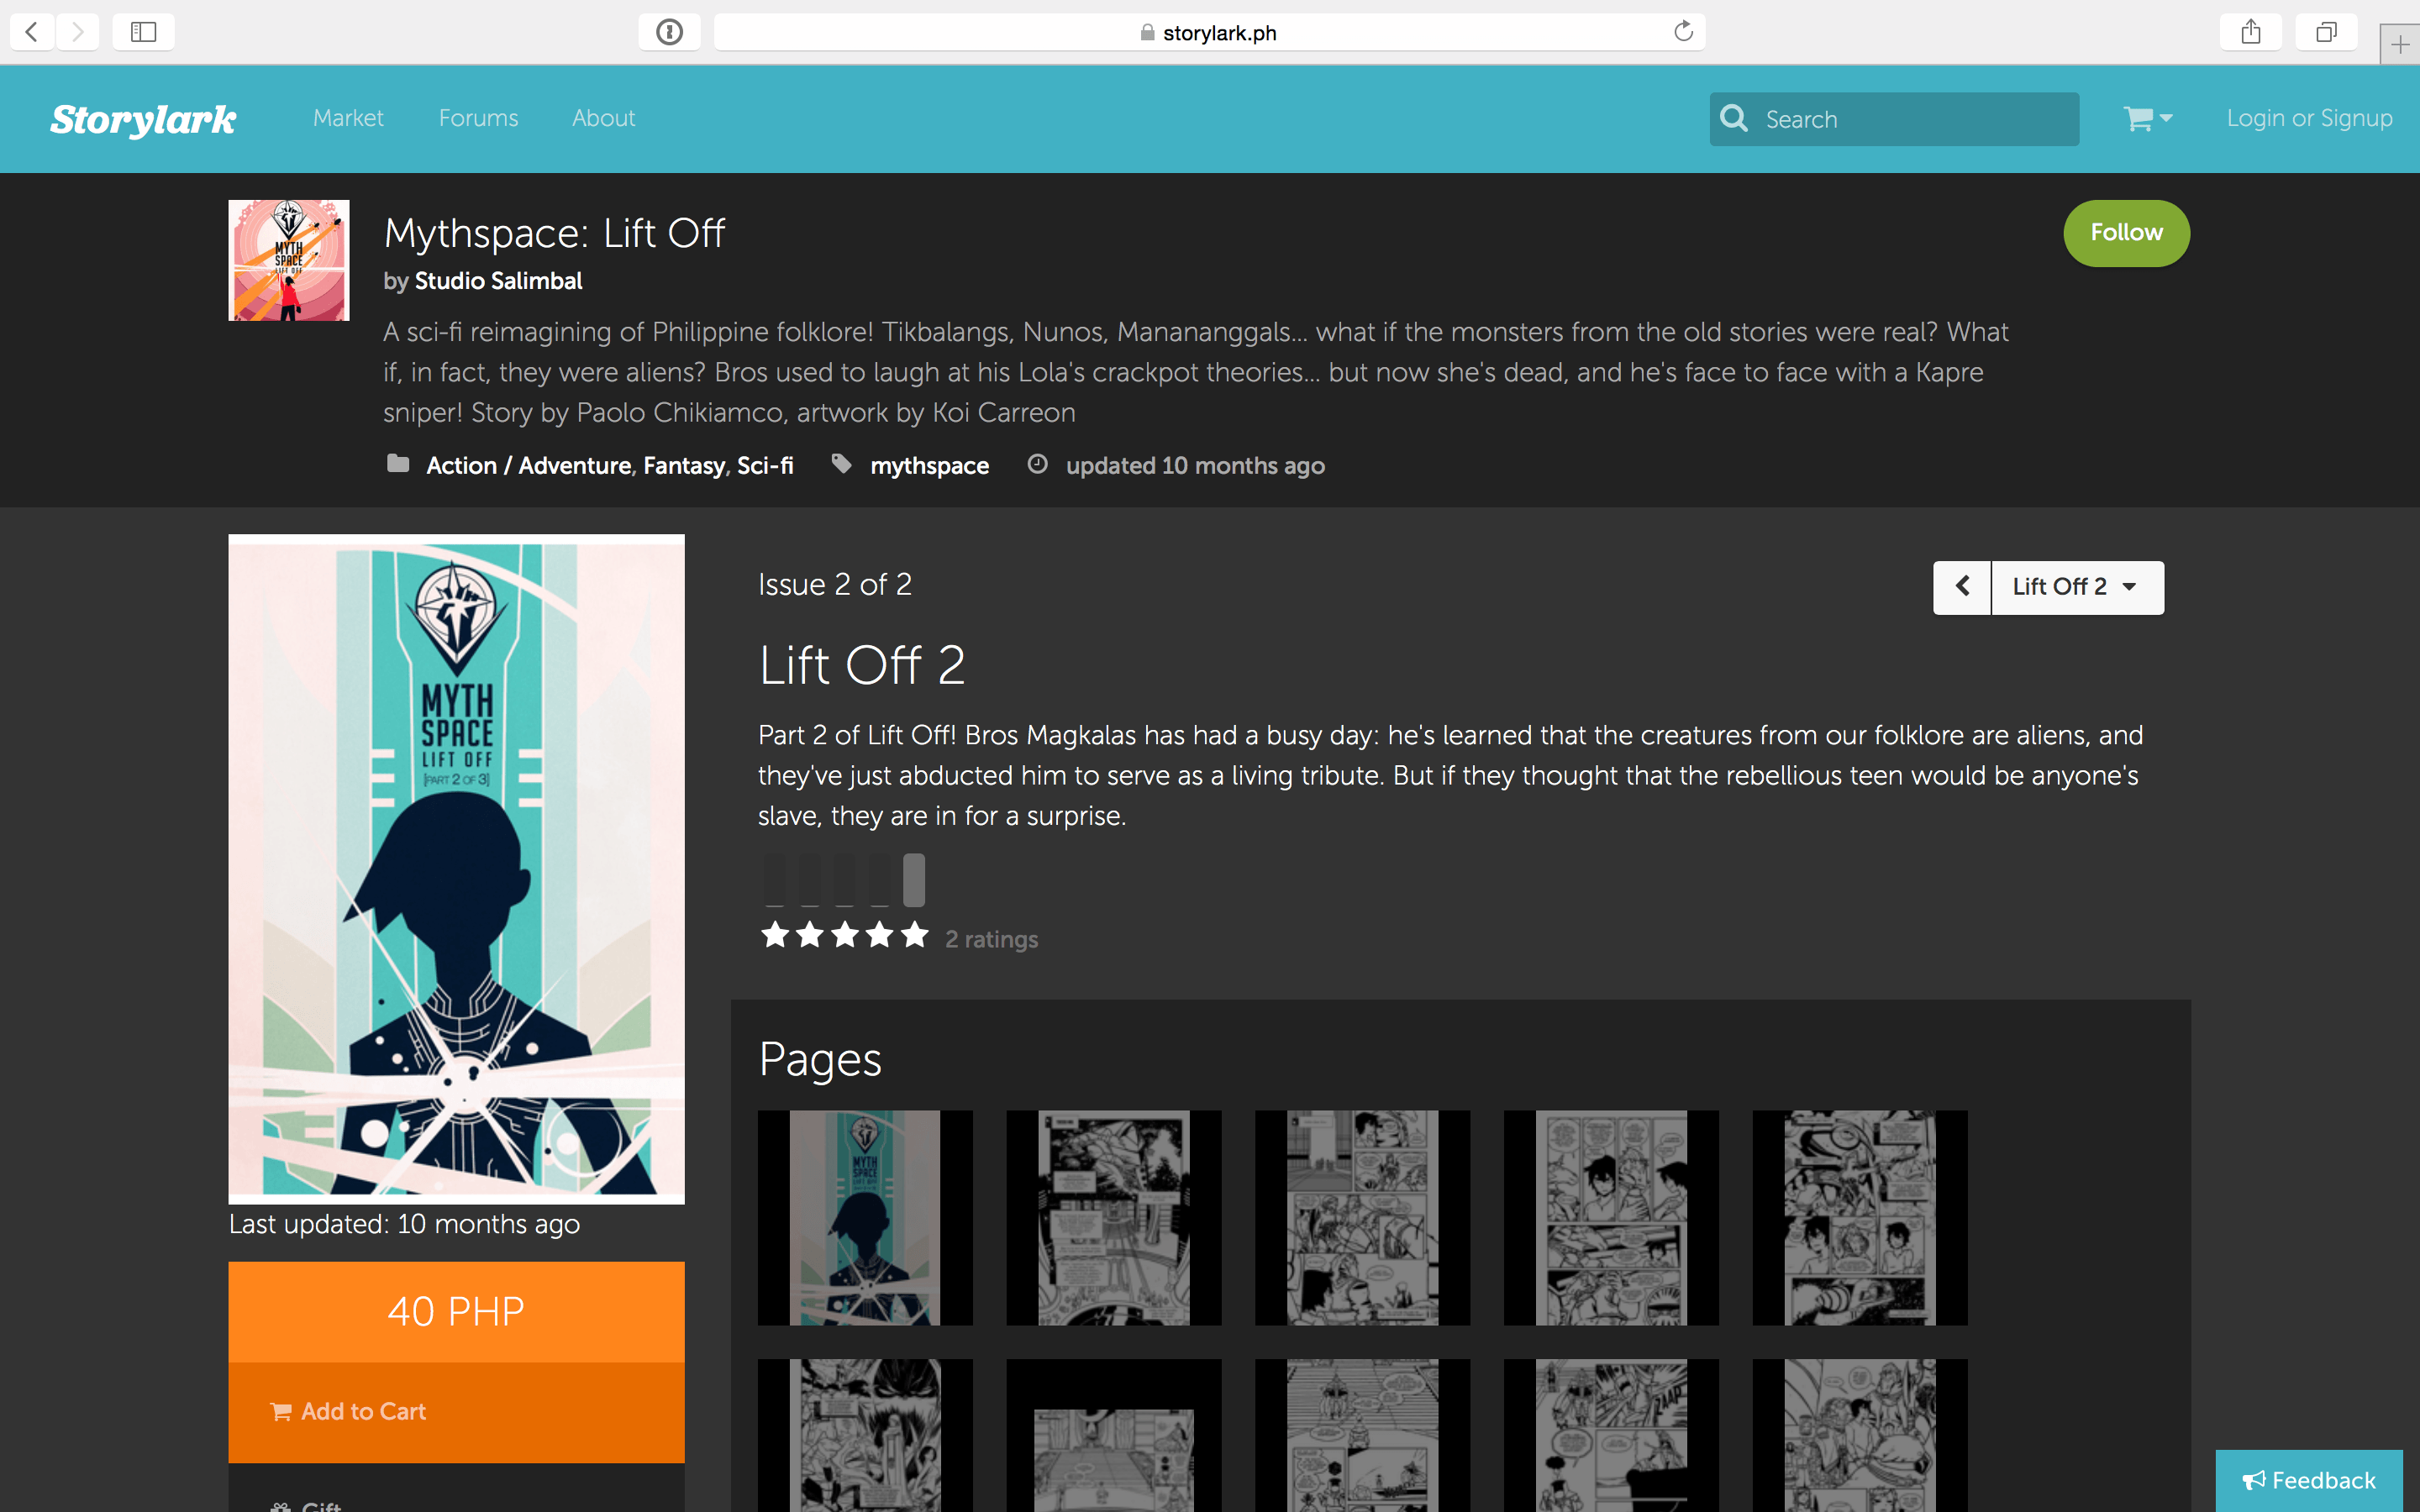 storylark.ph
Storylark
Market
Forums
About
Search
Login or Signup
MYTH
SPACE
LIFT OFF
Mythspace: Lift Off
Follow
by Studio Salimbal
A sci-fi reimagining of Philippine folklore! Tikbalangs, Nunos, Manananggals... what if the monsters from the old stories were real? What
if, in fact, they were aliens? Bros used to laugh at his Lola's crackpot theories... but now she's dead, and he's face to face with a Kapre
sniper! Story by Paolo Chikiamco, artwork by Koi Carreon
Action / Adventure, Fantasy, Sci-fi
mythspace
updated 10 months ago
MYTH
SPACE
LIFT OFF
[PART 2 OF 3]
Last updated: 10 months ago
40 PHP
Add to Cart
Gift
Issue 2 of 2
Lift Off 2
Lift Off 2
Part 2 of Lift Off! Bros Magkalas has had a busy day: he's learned that the creatures from our folklore are aliens, and
they've just abducted him to serve as a living tribute. But if they thought that the rebellious teen would be anyone's
slave, they are in for a surprise.
2 ratings
Pages
MYTH
SPACE
LIFT OFF
Feedback